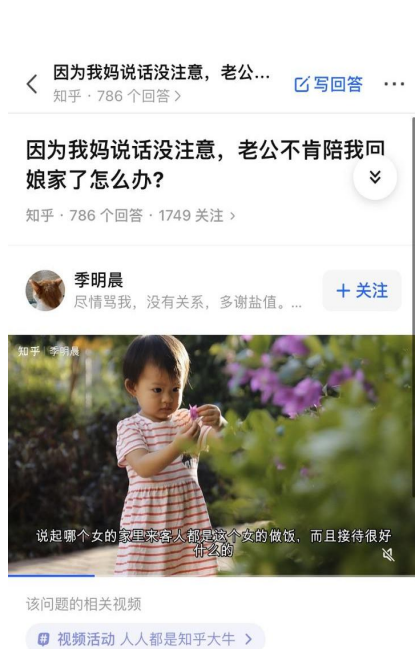 因为我妈说话没注意，老公...
写回答
知乎 · 786 个回答 >
因为我妈说话没注意，老公不肯陪我回
娘家了怎么办？
知乎 · 786 个回答 · 1749 关注 >
季明晨
尽情骂我，没有关系，多谢盐值。...
+ 关注
知乎 季明晨
说起哪个女的家里来客人都是这个女的做饭，而且接待很好
什么的
该问题的相关视频
# 视频活动 人人都是知乎大牛 >